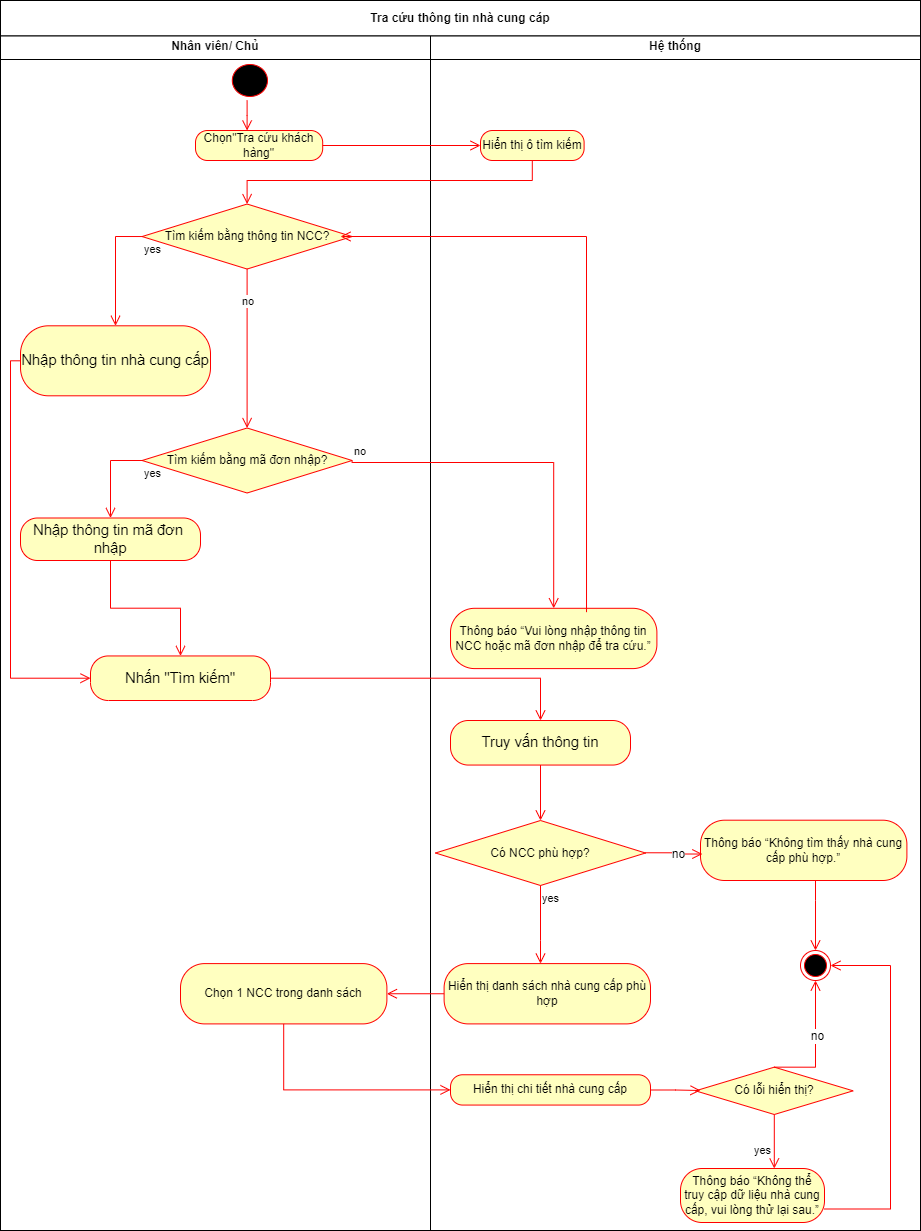 Tra cứu thông tin nhà cung cáp
Nhân viên/ Chủ
Hệ thống
Chọn"Tra cứu khách
hảng"
Hiển thị ô tìm kiếm
Tìm kiếm bằng thông tin NCC?
yes
no
Nhập thông tin nhà cung cấp
Tìm kiếm bằng mã đơn nhập?
no
yes
Nhập thông tin mã đơn
nhập
Thông báo “Vui lòng nhập thông tin
NCC hoặc mã đơn nhập để tra cứu.”
Nhấn "Tìm kiếm"
Truy vấn thông tin
Có NCC phù hợp?
no
Thông báo “Không tìm thấy nhà cung
cấp phù hợp.”
yes
Hiển thị danh sách nhà cung cấp phù
hợp
Chọn 1 NCC trong danh sách
no
Hiển thị chi tiết nhà cung cấp
Có lỗi hiển thị?
yes
Thông báo “Không thể
truy cập dữ liệu nhà cung
cấp, vui lòng thử lại sau.”